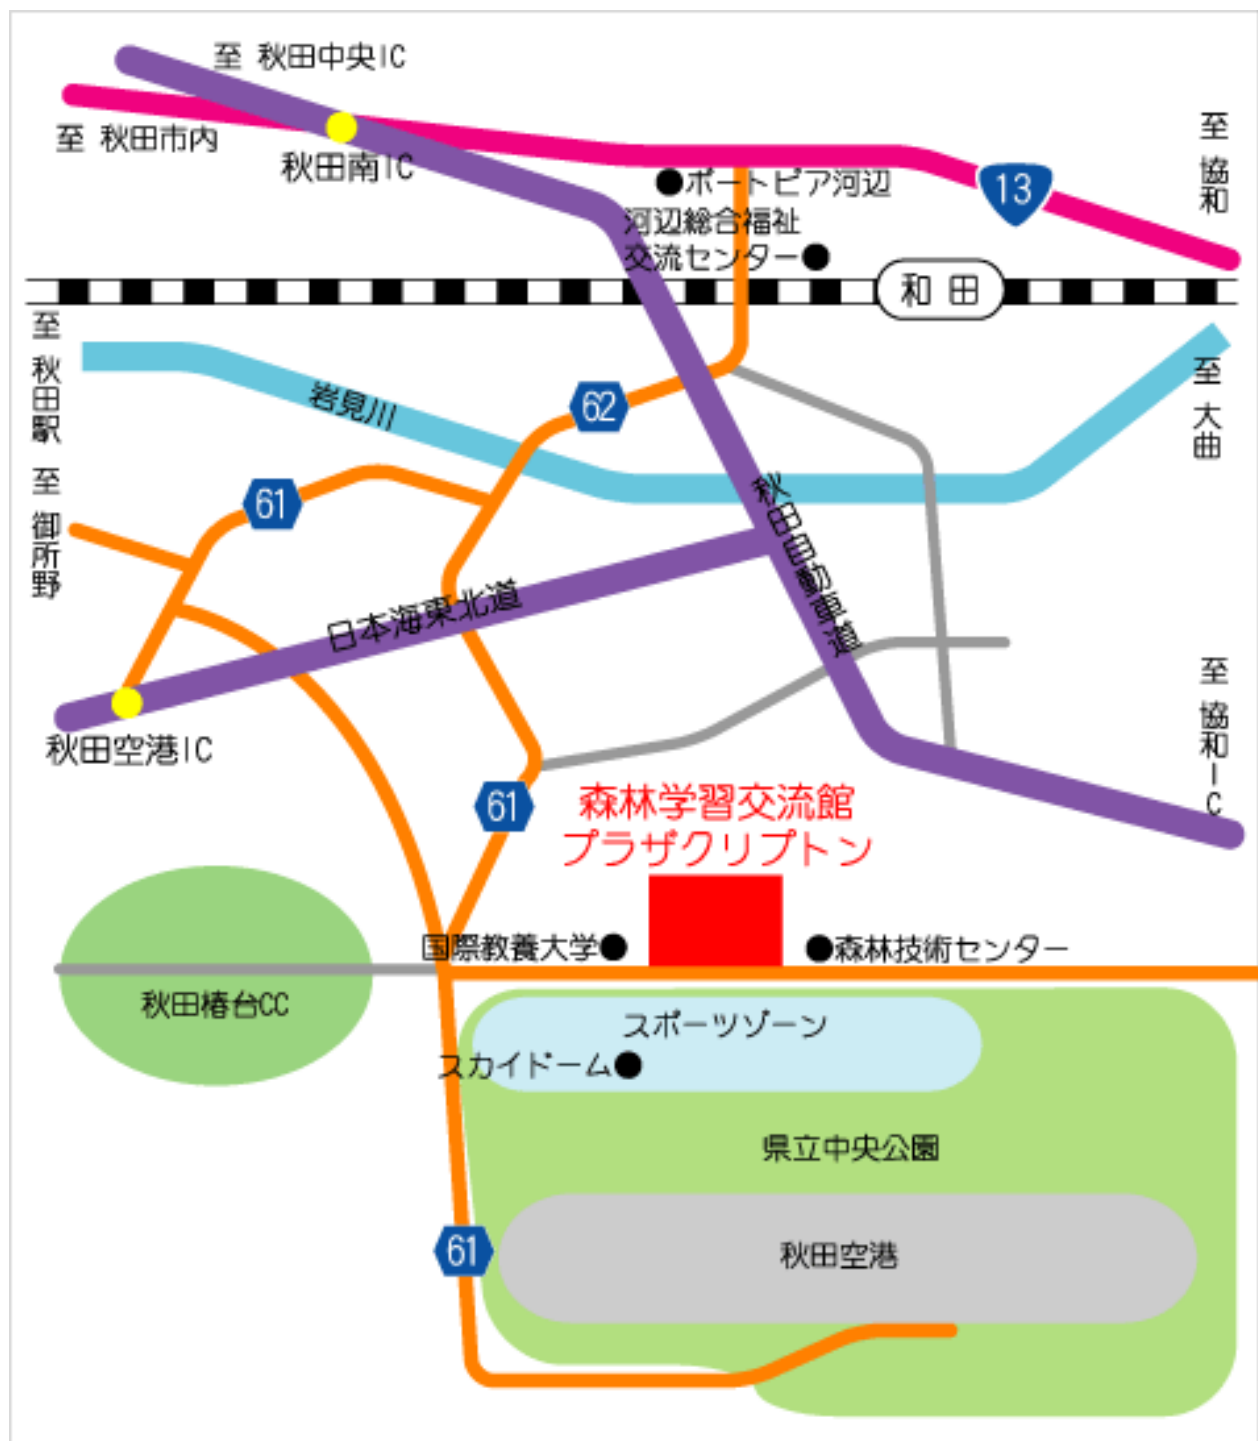 至 秋田中央IC
至 秋田市内
秋田南IC
至 協和
13
ポートピア河辺
河辺総合福祉
交流センター
和田
至 秋田駅
岩見川
62
至 大曲
至 御所野
61
秋田自動車道
日本海東北道
至 協和IC
秋田空港IC
61
森林学習交流館
プラザクリプトン
国際教養大学
森林技術センター
秋田椿台CC
スポーツゾーン
スカイドーム
県立中央公園
秋田空港
61